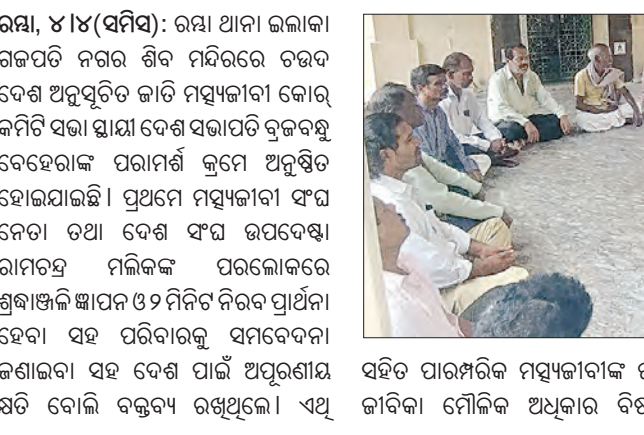 ରମ୍ଭା, ୪।୪(ସମିସ): ରମ୍ଭା ଥାନା ଇଲାକା
ଗଜପତି ନଗର ଶିବ ମନ୍ଦିରରେ ଚଉଦ
ଦେଶ ଅନୁସୂଚିତ ଜାତି ମତ୍ସ୍ୟଜୀବୀ କୋର୍
କମିଟି ସଭା ସ୍ଥାୟୀ ଦେଶ ସଭାପତି ବ୍ରଜବନ୍ଧୁ
ବେହେରାଙ୍କ ପରାମର୍ଶ କ୍ରମେ ଅନୁଷ୍ଠିତ
ହୋଇଯାଇଛି। ପ୍ରଥମେ ମତ୍ସ୍ୟଜୀବୀ ସଂଘ
ନେତା ତଥା ଦେଶ ସଂଘ ଉପଦେଷ୍ଟା
ରାମଚନ୍ଦ୍ର ମଲିକଙ୍କ ପରଲୋକରେ
ଶ୍ରଦ୍ଧାଞ୍ଜଳି ଜ୍ଞାପନ ଓ ୨ ମିନିଟ ନିରବ ପ୍ରାର୍ଥନା
ହେବା ସହ ପରିବାରକୁ ସମବେଦନା
ଜଣାଇବା ସହ ଦେଶ ପାଇଁ ଅପୂରଣୀୟ
କ୍ଷତି ବୋଲି ବକ୍ତବ୍ୟ ରଖିଥିଲେ। ଏଥି
ସହିତ ପାରମ୍ପରିକ ମତ୍ସ୍ୟଜୀବୀଙ୍କ
ଜୀବିକା ମୌଳିକ ଅଧିକାର